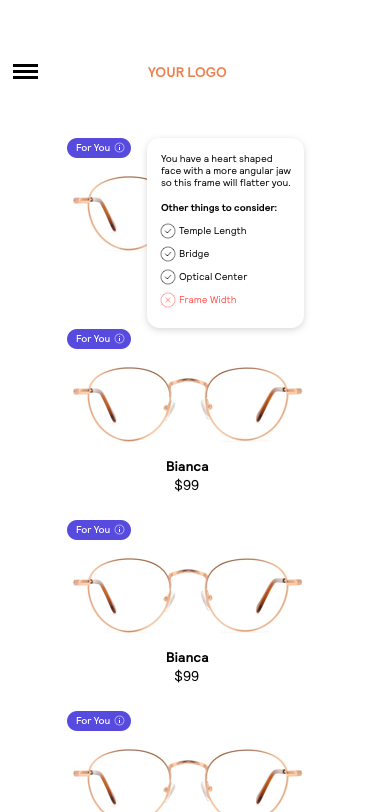 YOUR LOGO
For You
You have a heart shaped
face with a more angular jaw
so this frame will flatter you.
Other things to consider:
Temple Length
Bridge
Optical Center
Frame Width
For You
Bianca
$99
For You
Bianca
$99
For You